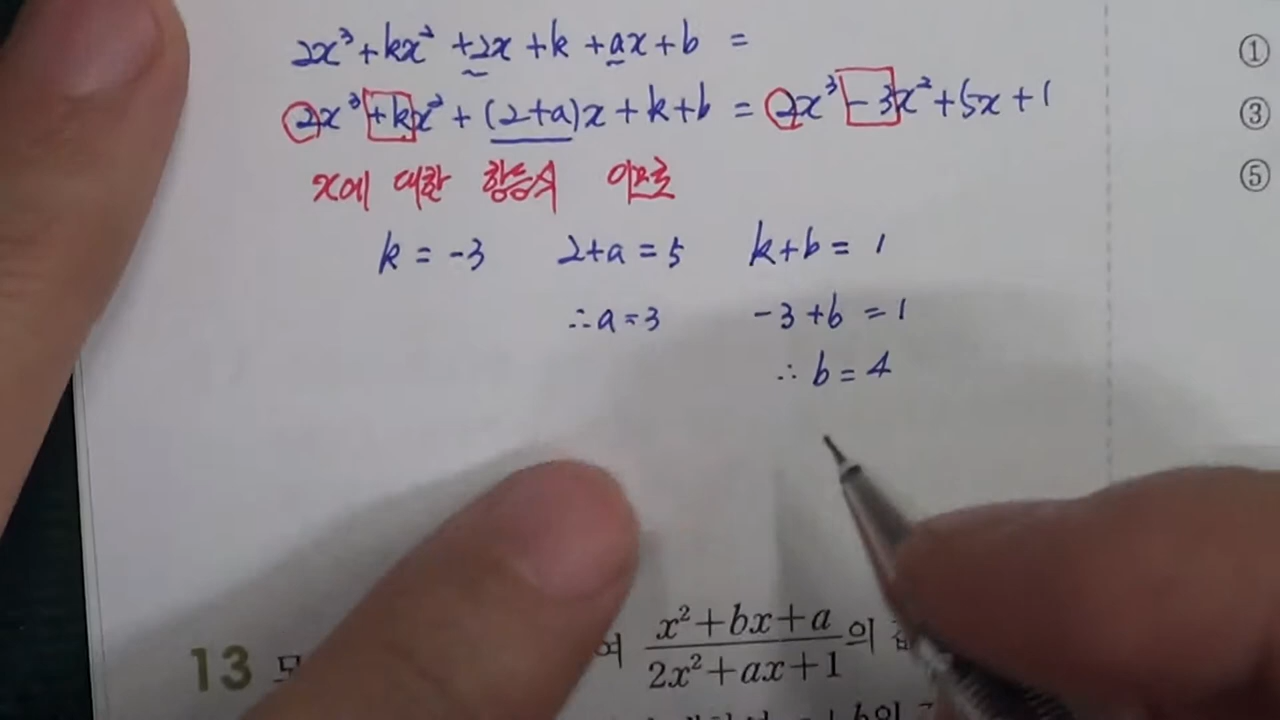 2x³+kx²+2x+k+ax+b =
2x³+kx²+(2+a)x+k+b = 2x³-3x²+5x+1
x에 대한 항등식 이므로
k = -3 2+a = 5 k+b = 1
∴a=3 -3+b = 1
∴ b = 4
①
③
⑤
13 x²+bx+a
2x²+ax+1 의